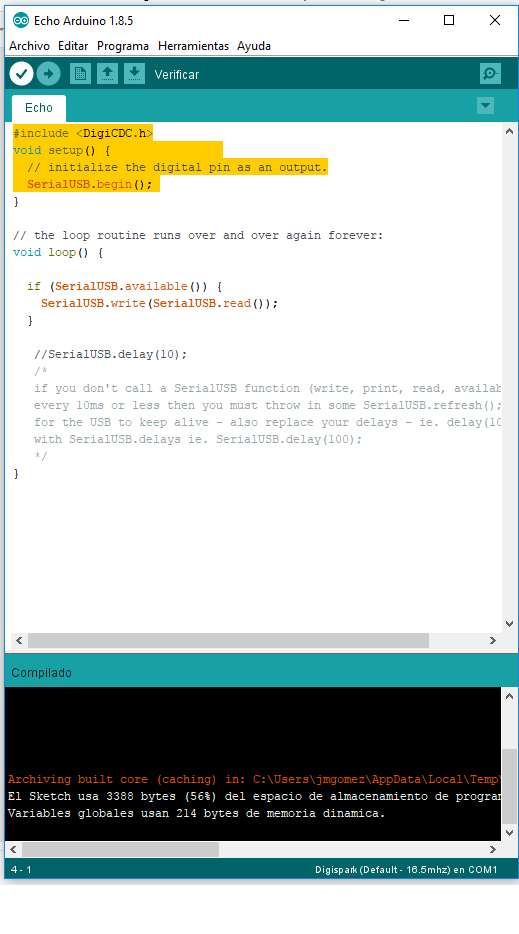 Echo Arduino 1.8.5
Archivo Editar Programa Herramientas Ayuda
Verificar
Echo
#include <DigiCDC.h>
void setup() {
  // initialize the digital pin as an output.
  SerialUSB.begin();
}
// the loop routine runs over and over again forever:
void loop() {
  if (SerialUSB.available()) {
    SerialUSB.write(SerialUSB.read());
  }
   //SerialUSB.delay(10);
   /*
   if you don't call a SerialUSB function (write, print, read, availab
   every 10ms or less then you must throw in some SerialUSB.refresh();
   for the USB to keep alive - also replace your delays - ie. delay(10
   with SerialUSB.delays ie. SerialUSB.delay(100);
   */
}
Compilado
Archiving built core (caching) in: C:\Users\jmgomez\AppData\Local\Temp\
El Sketch usa 3388 bytes (56%) del espacio de almacenamiento de program
Variables globales usan 214 bytes de memoria dinamica.
4 - 1
Digispark (Default - 16.5mhz) en COM1